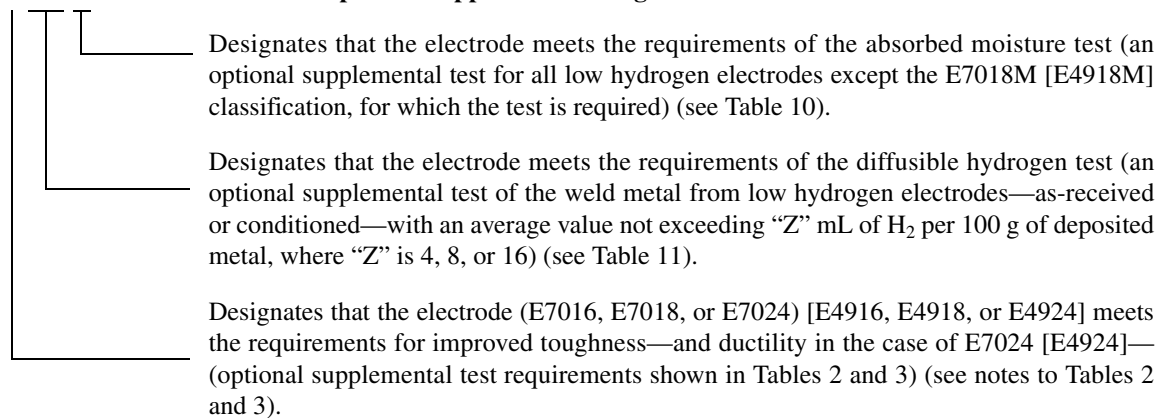 Designates that the electrode meets the requirements of the absorbed moisture test (an
optional supplemental test for all low hydrogen electrodes except the E7018M [E4918M]
classification, for which the test is required) (see Table 10).
Designates that the electrode meets the requirements of the diffusible hydrogen test (an
optional supplemental test of the weld metal from low hydrogen electrodes—as-received
or conditioned—with an average value not exceeding “Z” mL of H₂ per 100 g of deposited
metal, where “Z” is 4, 8, or 16) (see Table 11).
Designates that the electrode (E7016, E7018, or E7024) [E4916, E4918, or E4924] meets
the requirements for improved toughness—and ductility in the case of E7024 [E4924]—
(optional supplemental test requirements shown in Tables 2 and 3) (see notes to Tables 2
and 3).